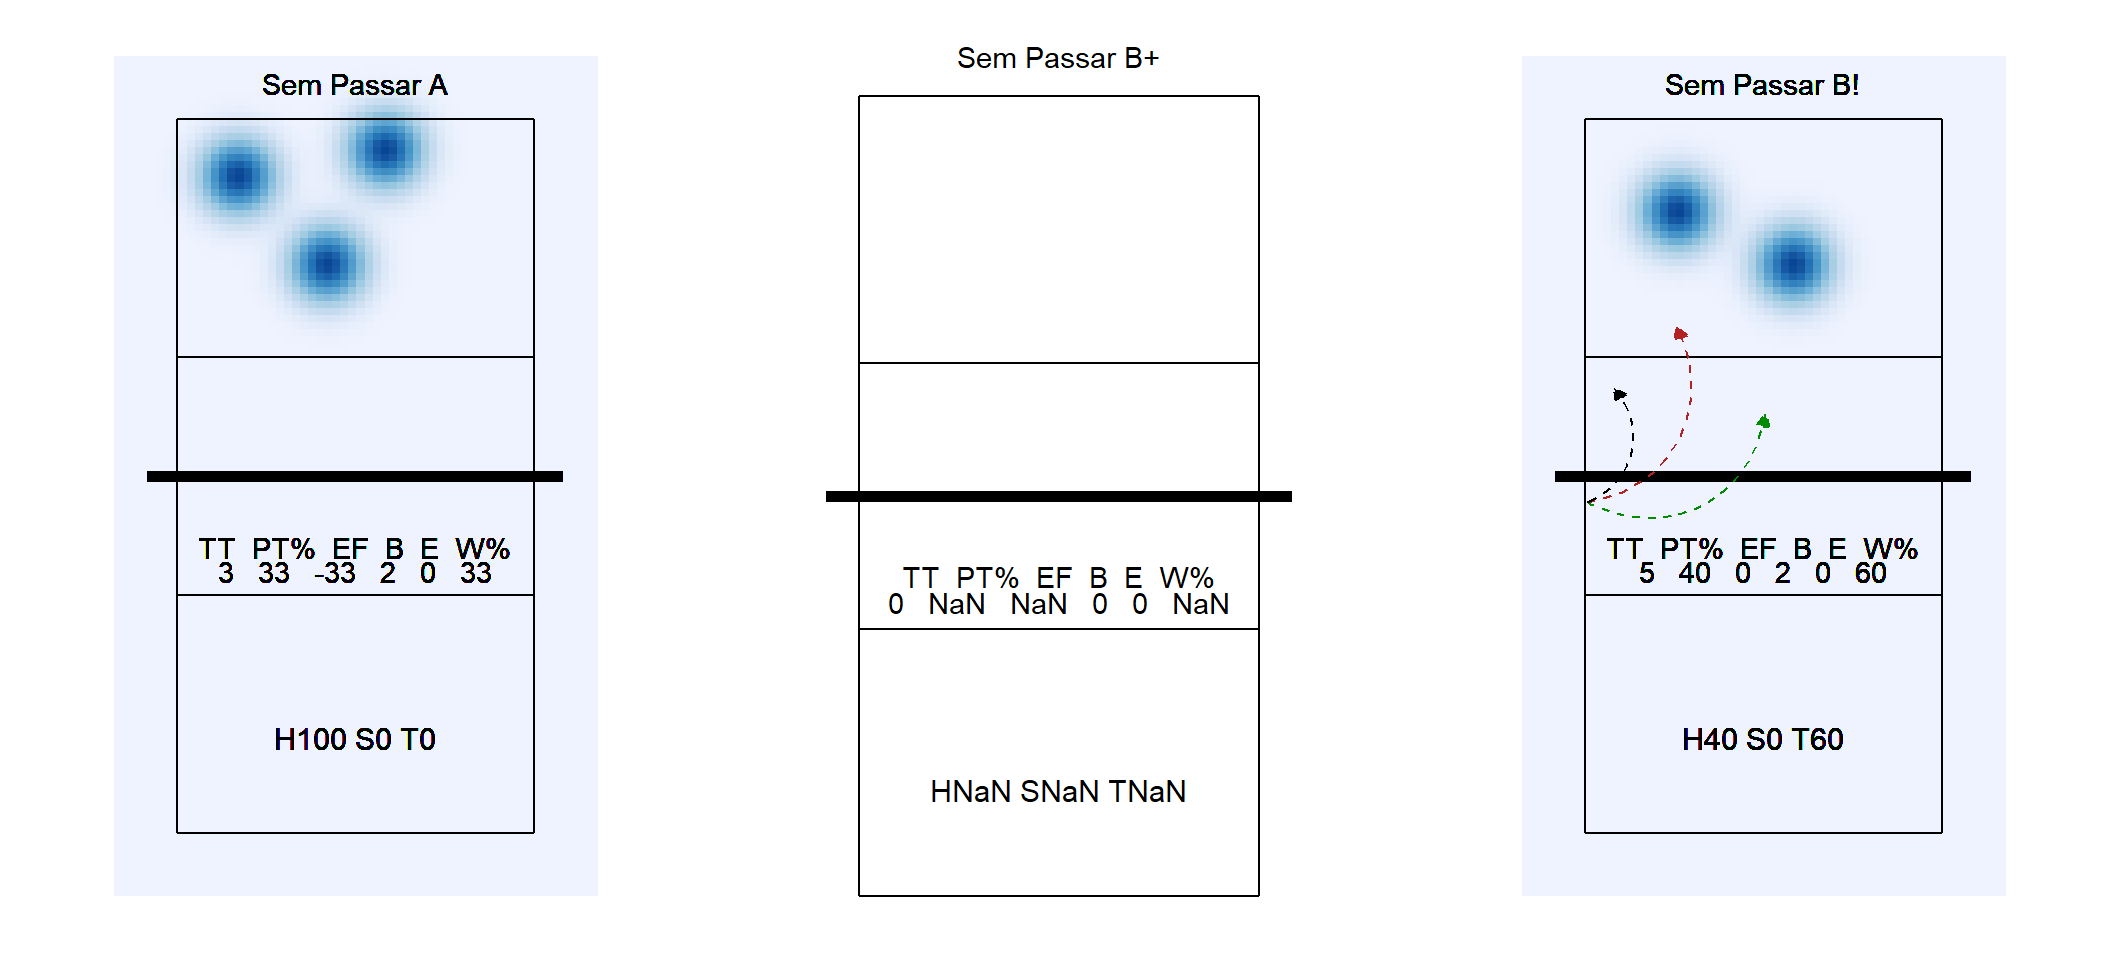 Sem Passar A
TT PT% EF B E W%
3 33 -33 2 0 33
H100 S0 T0
Sem Passar B+
TT PT% EF B E W%
0 NaN NaN 0 0 NaN
HNaN SNaN TNaN
Sem Passar B!
TT PT% EF B E W%
5 40 0 2 0 60
H40 S0 T60